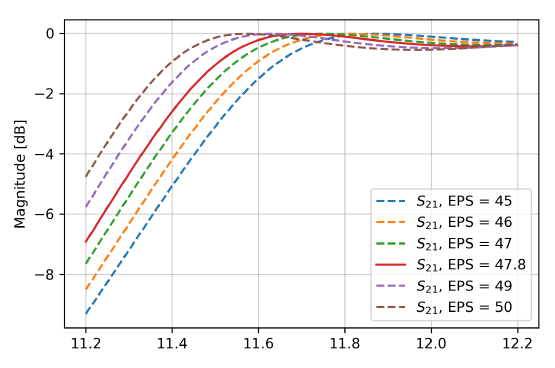 0
−2
−4
−6
−8
Magnitude [dB]
S21, EPS = 45
S21, EPS = 46
S21, EPS = 47
S21, EPS = 47.8
S21, EPS = 49
S21, EPS = 50
11.2 11.4 11.6 11.8 12.0 12.2